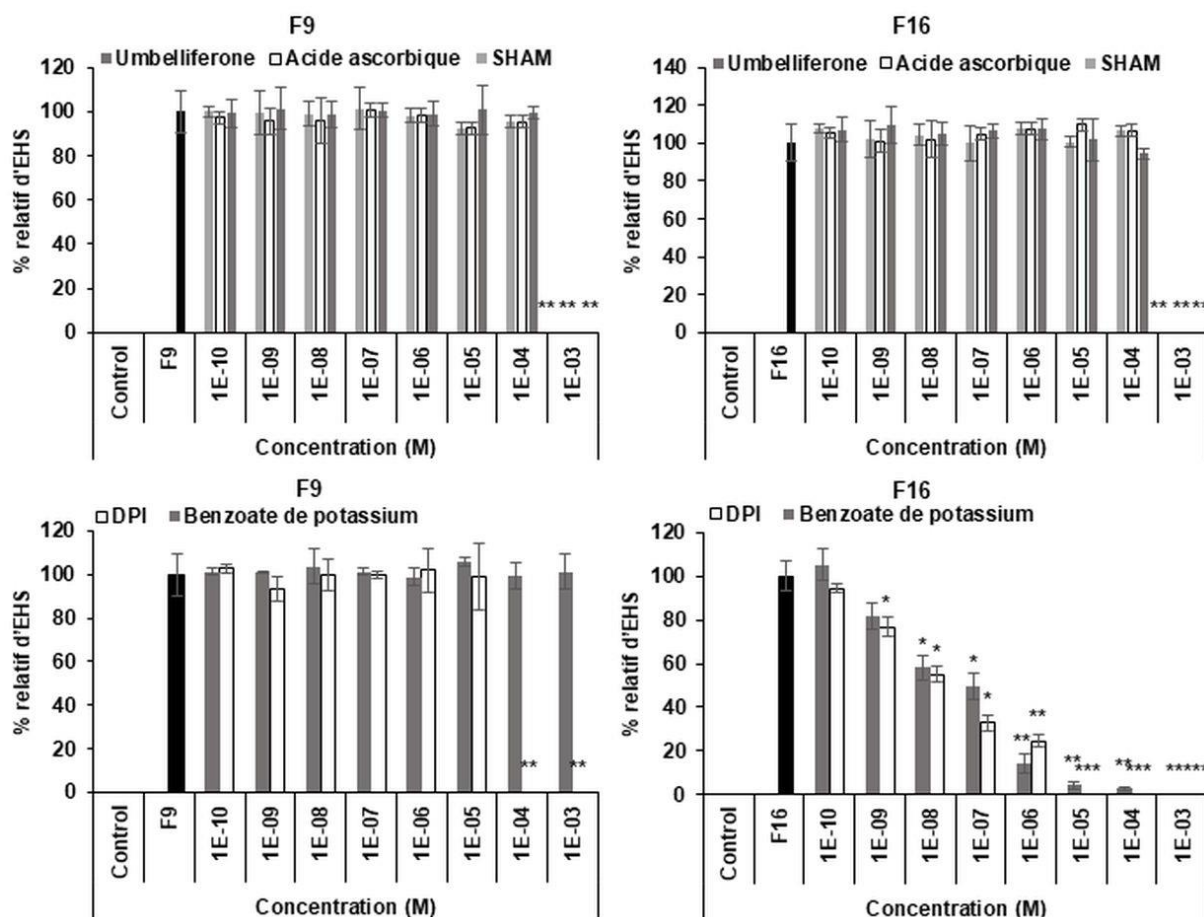 F9
Umbelliferone Acide ascorbique SHAM
120
100
80
60
40
20
0
% relatif d'EHS
** ** **
Control F9 1E-10 1E-09 1E-08 1E-07 1E-06 1E-05 1E-04 1E-03
Concentration (M)
F16
Umbelliferone Acide ascorbique SHAM
140
120
100
80
60
40
20
0
% relatif d'EHS
** ** **
Control F16 1E-10 1E-09 1E-08 1E-07 1E-06 1E-05 1E-04 1E-03
Concentration (M)
F9
DPI Benzoate de potassium
120
100
80
60
40
20
0
% relatif d'EHS
** **
Control F9 1E-10 1E-09 1E-08 1E-07 1E-06 1E-05 1E-04 1E-03
Concentration (M)
F16
DPI Benzoate de potassium
120
100
80
60
40
20
0
% relatif d'EHS
* * * * * ** ** ** *** ** *** *****
Control F16 1E-10 1E-09 1E-08 1E-07 1E-06 1E-05 1E-04 1E-03
Concentration (M)